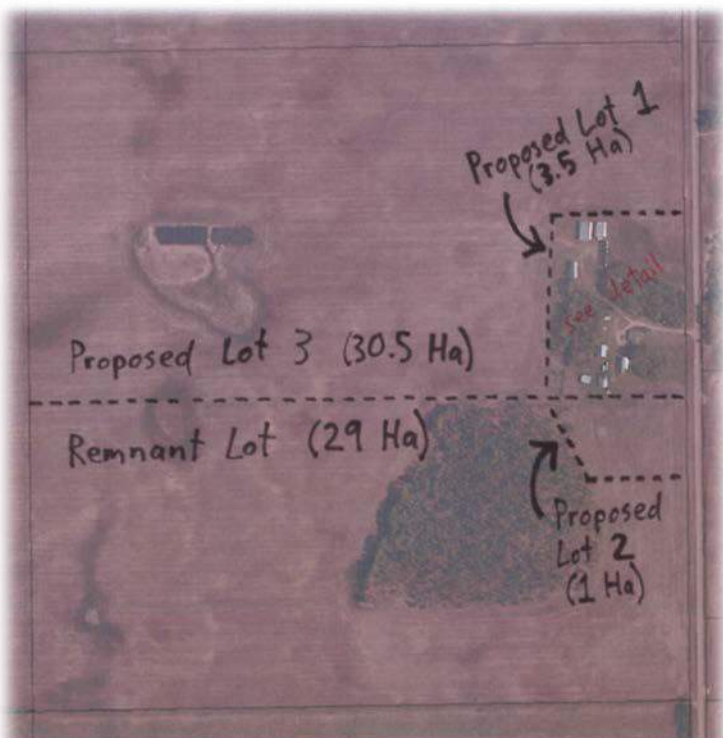 Proposed Lot 1
(3.5 Ha)
see detail
Proposed Lot 3 (30.5 Ha)
Remnant Lot (29 Ha)
Proposed
Lot 2
(1 Ha)